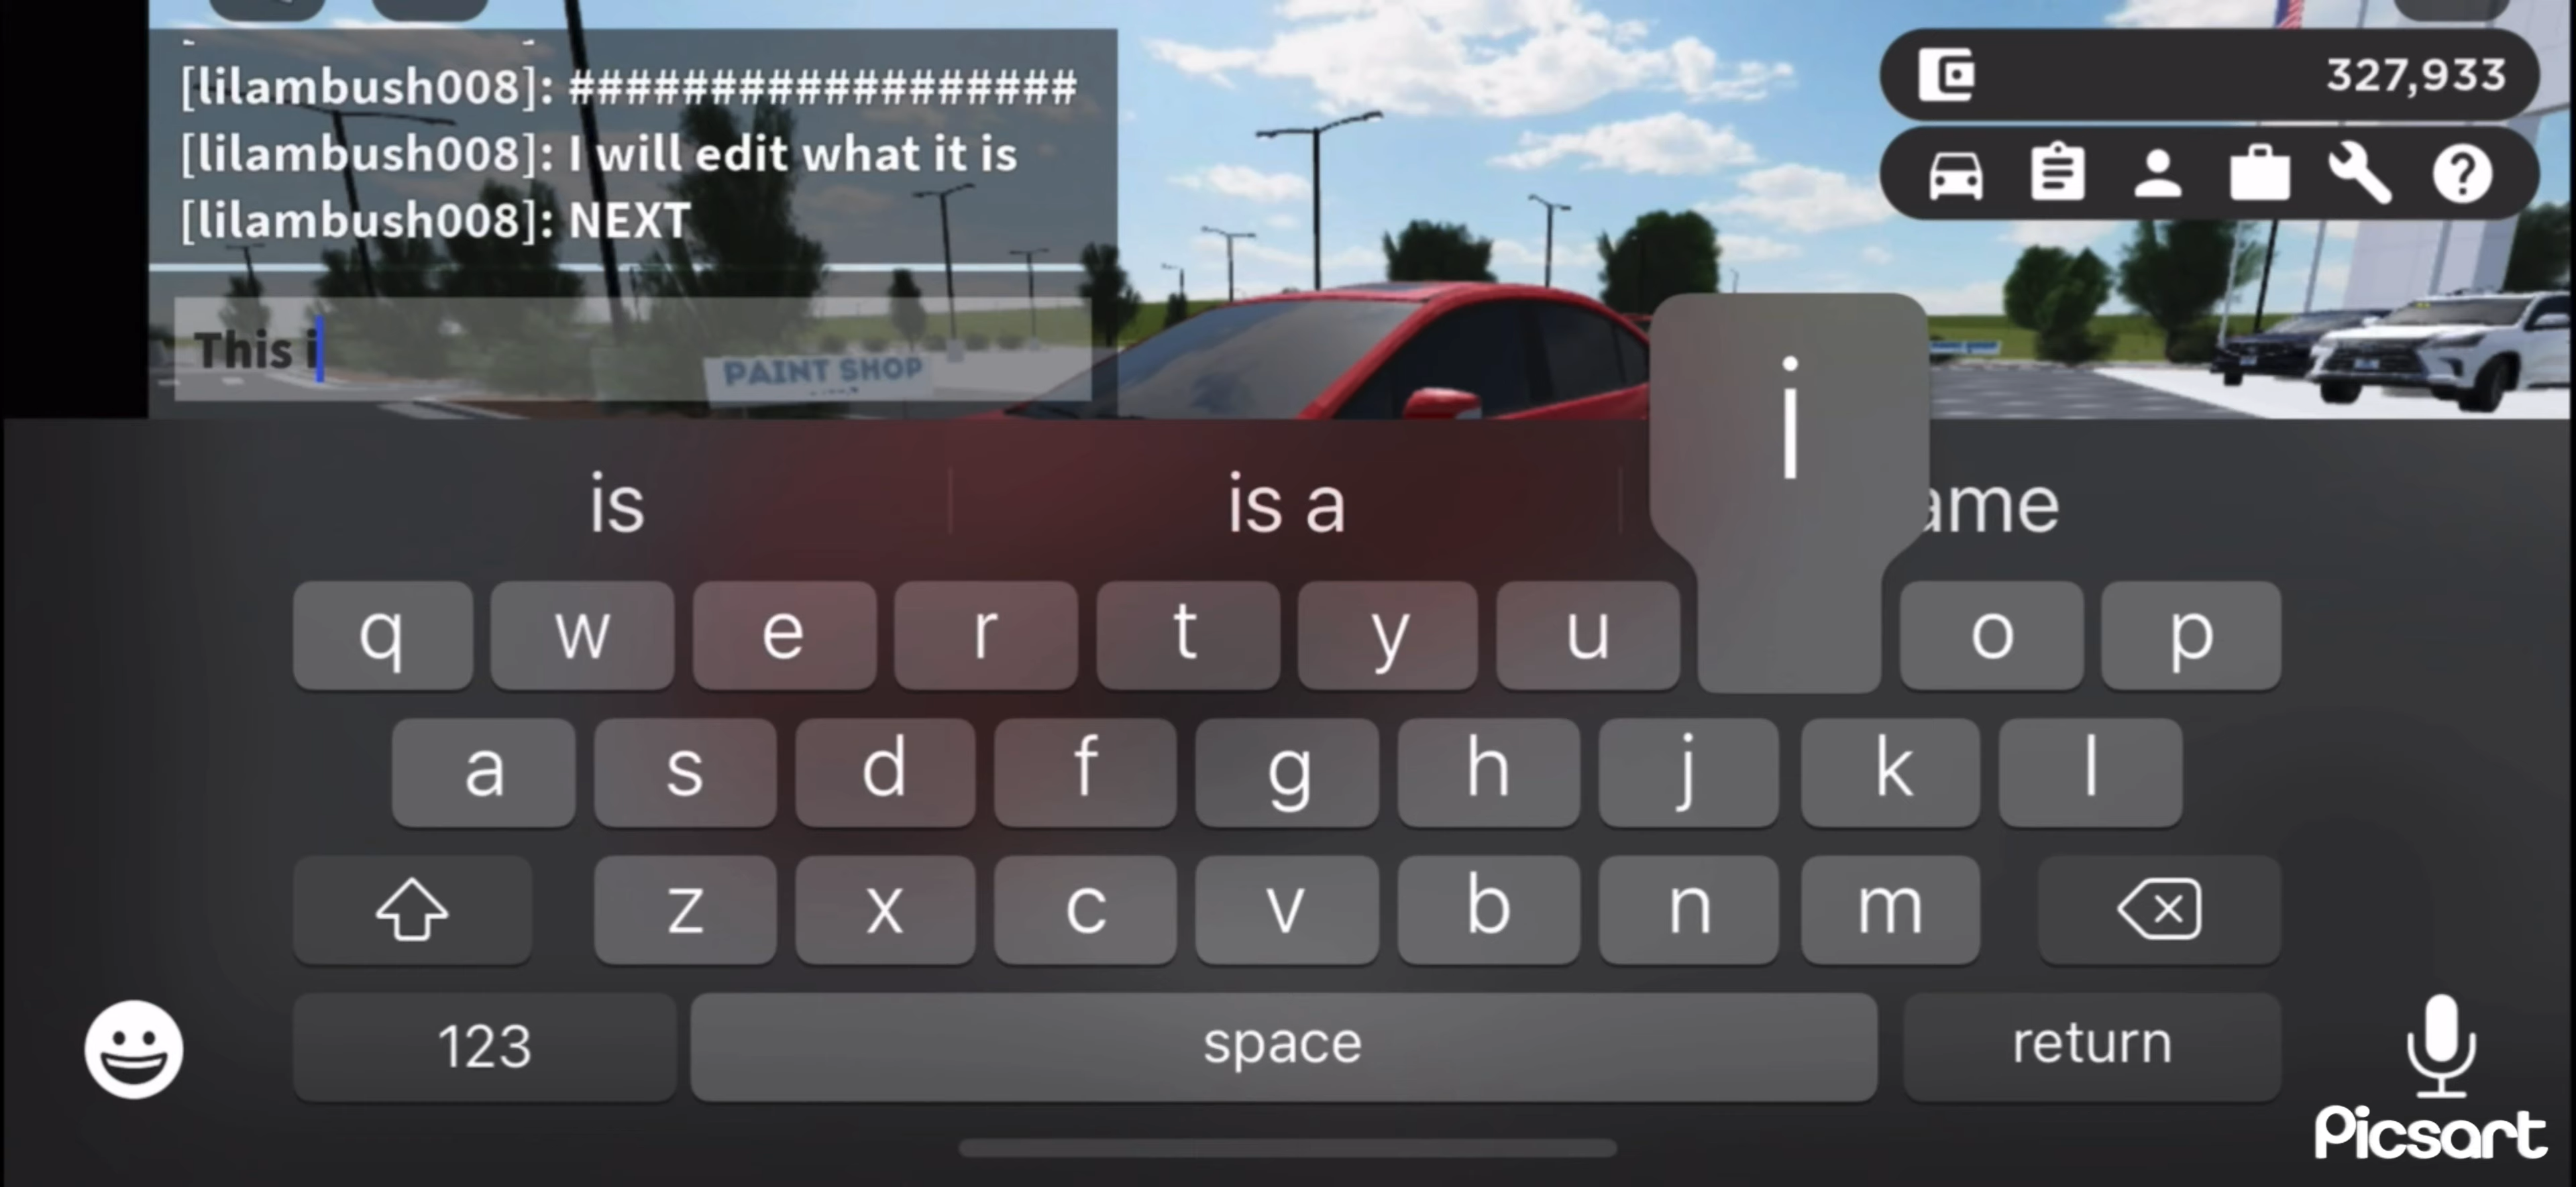 [lilambush008]: ##################
[lilambush008]: I will edit what it is
[lilambush008]: NEXT
327,933
This i
PAINT SHOP
is
is a
ame
i
q w e r t y u o p
a s d f g h j k l
z x c v b n m
123 space return
Picsart